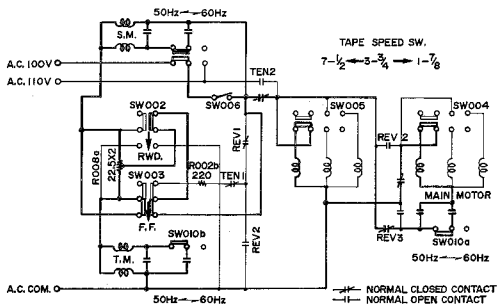 50Hz ↔ 60Hz
S.M.
TAPE SPEED SW.
7-1/2 ↔ 3-3/4 → 1-7/8
A.C. 100V
A.C. 110V
TEN2
SW006
SW005
SW004
SW002
REV1
REV 2
RWD.
R008a
22.5X2
R002b
220
SW003
TEN1
F.F.
MAIN MOTOR
REV2
REV3
SW010b
SW010a
T.M.
50Hz ↔ 60Hz
A.C. COM.
50Hz ↔ 60Hz
NORMAL CLOSED CONTACT
NORMAL OPEN CONTACT